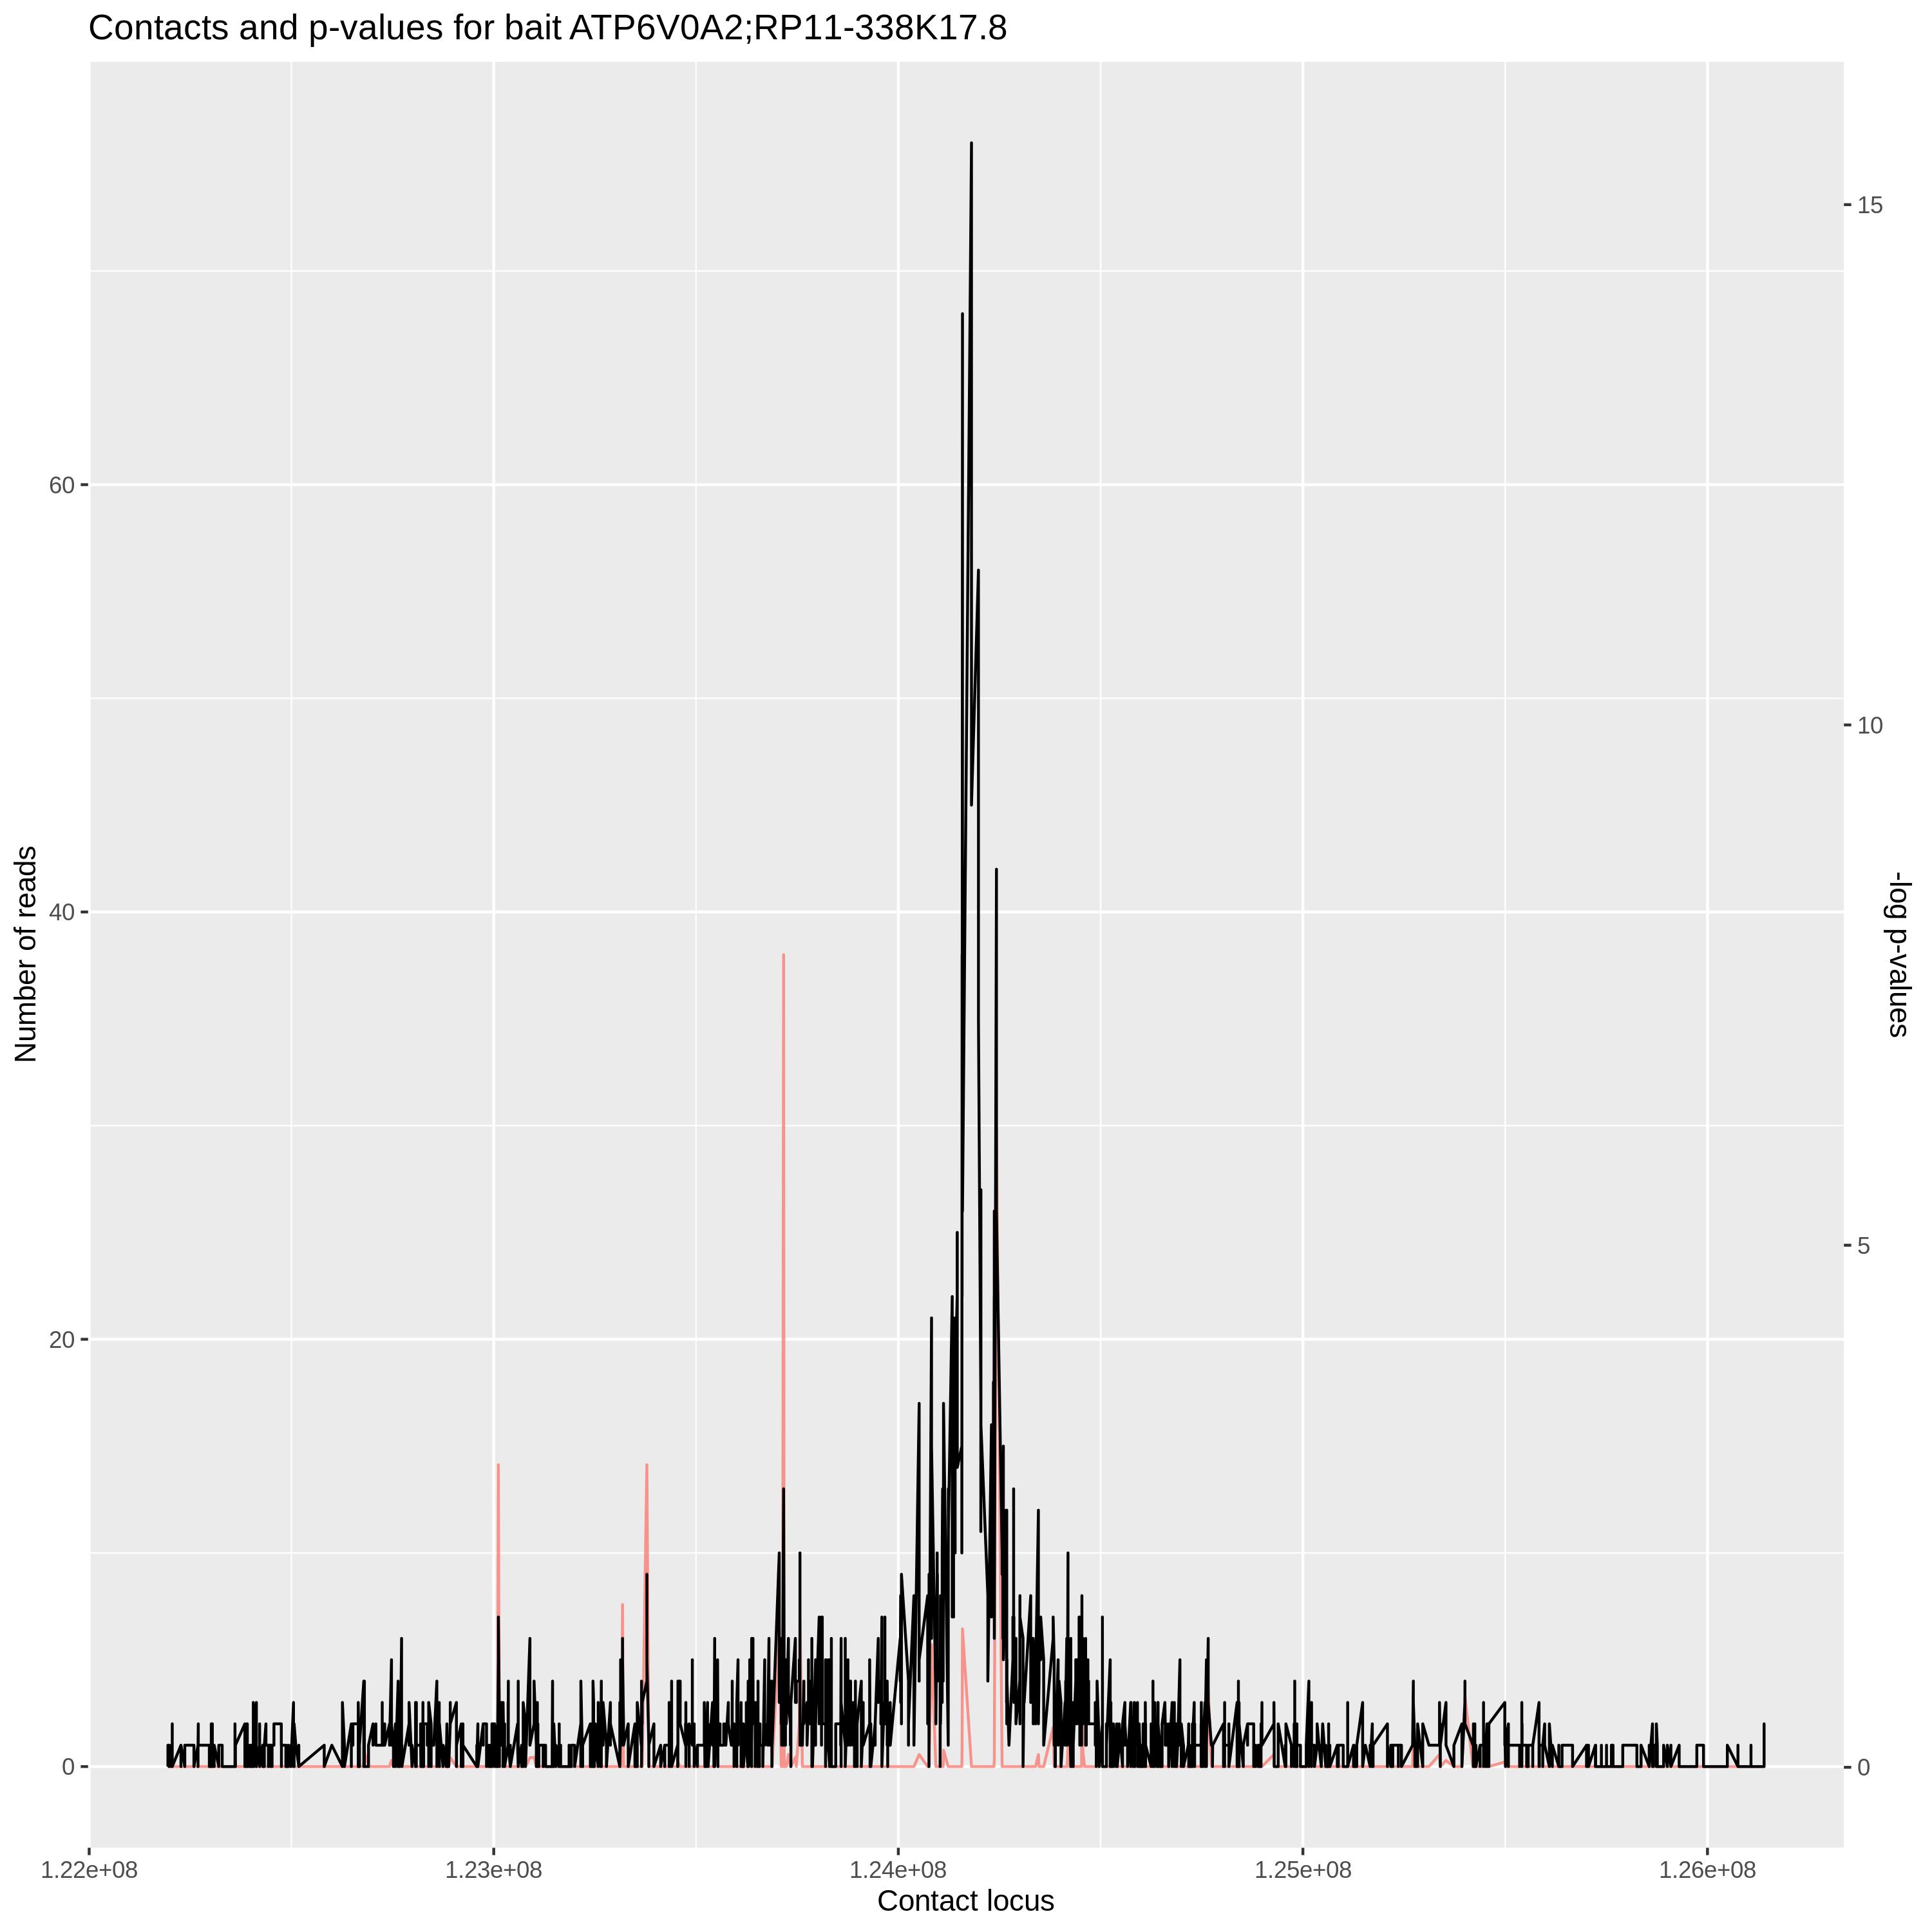 Contacts and p-values for bait ATP6V0A2;RP11-338K17.8
Number of reads
60
40
20
0
15
10
5
0
-log p-values
1.22e+08
1.23e+08
1.24e+08
1.25e+08
1.26e+08
Contact locus